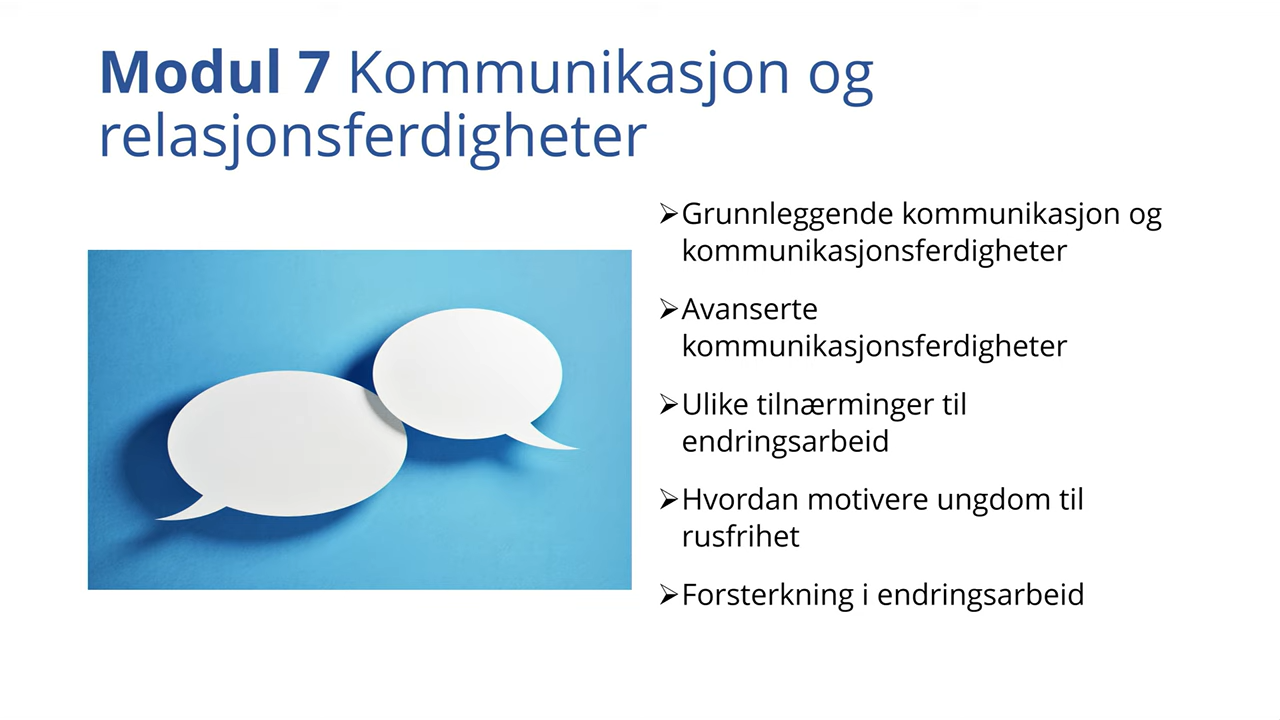 Modul 7 Kommunikasjon og
relasjonsferdigheter
➢Grunnleggende kommunikasjon og
kommunikasjonsferdigheter
➢Avanserte
kommunikasjonsferdigheter
➢Ulike tilnærminger til
endringsarbeid
➢Hvordan motivere ungdom til
rusfrihet
➢Forsterkning i endringsarbeid